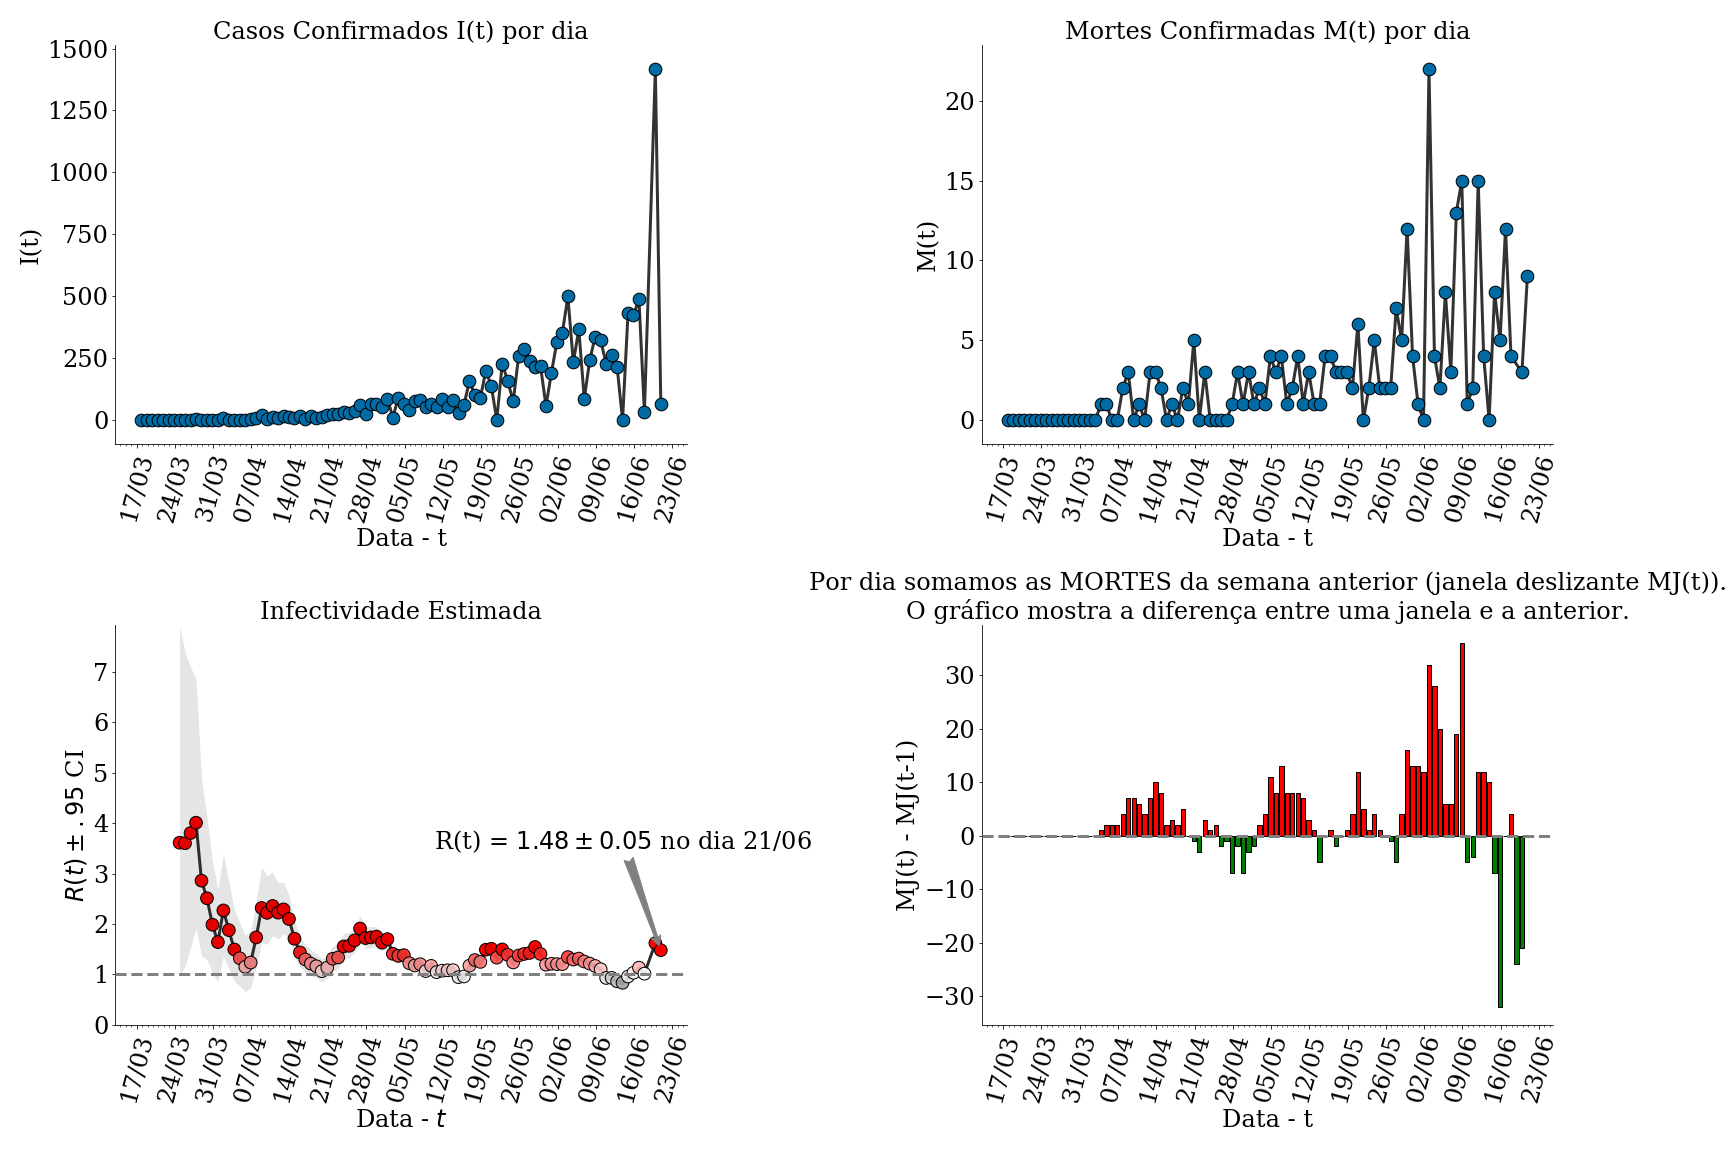 Casos Confirmados I(t) por dia
I(t)
1500
1250
1000
750
500
250
0
17/03 24/03 31/03 07/04 14/04 21/04 28/04 05/05 12/05 19/05 26/05 02/06 09/06 16/06 23/06
Data - t
Mortes Confirmadas M(t) por dia
M(t)
20
15
10
5
0
17/03 24/03 31/03 07/04 14/04 21/04 28/04 05/05 12/05 19/05 26/05 02/06 09/06 16/06 23/06
Data - t
Infectividade Estimada
R(t) ± .95 CI
7
6
5
4
3
2
1
0
R(t) = 1.48 ± 0.05 no dia 21/06
17/03 24/03 31/03 07/04 14/04 21/04 28/04 05/05 12/05 19/05 26/05 02/06 09/06 16/06 23/06
Data - t
Por dia somamos as MORTES da semana anterior (janela deslizante MJ(t)).
O gráfico mostra a diferença entre uma janela e a anterior.
MJ(t) - MJ(t-1)
30
20
10
0
−10
−20
−30
17/03 24/03 31/03 07/04 14/04 21/04 28/04 05/05 12/05 19/05 26/05 02/06 09/06 16/06 23/06
Data - t